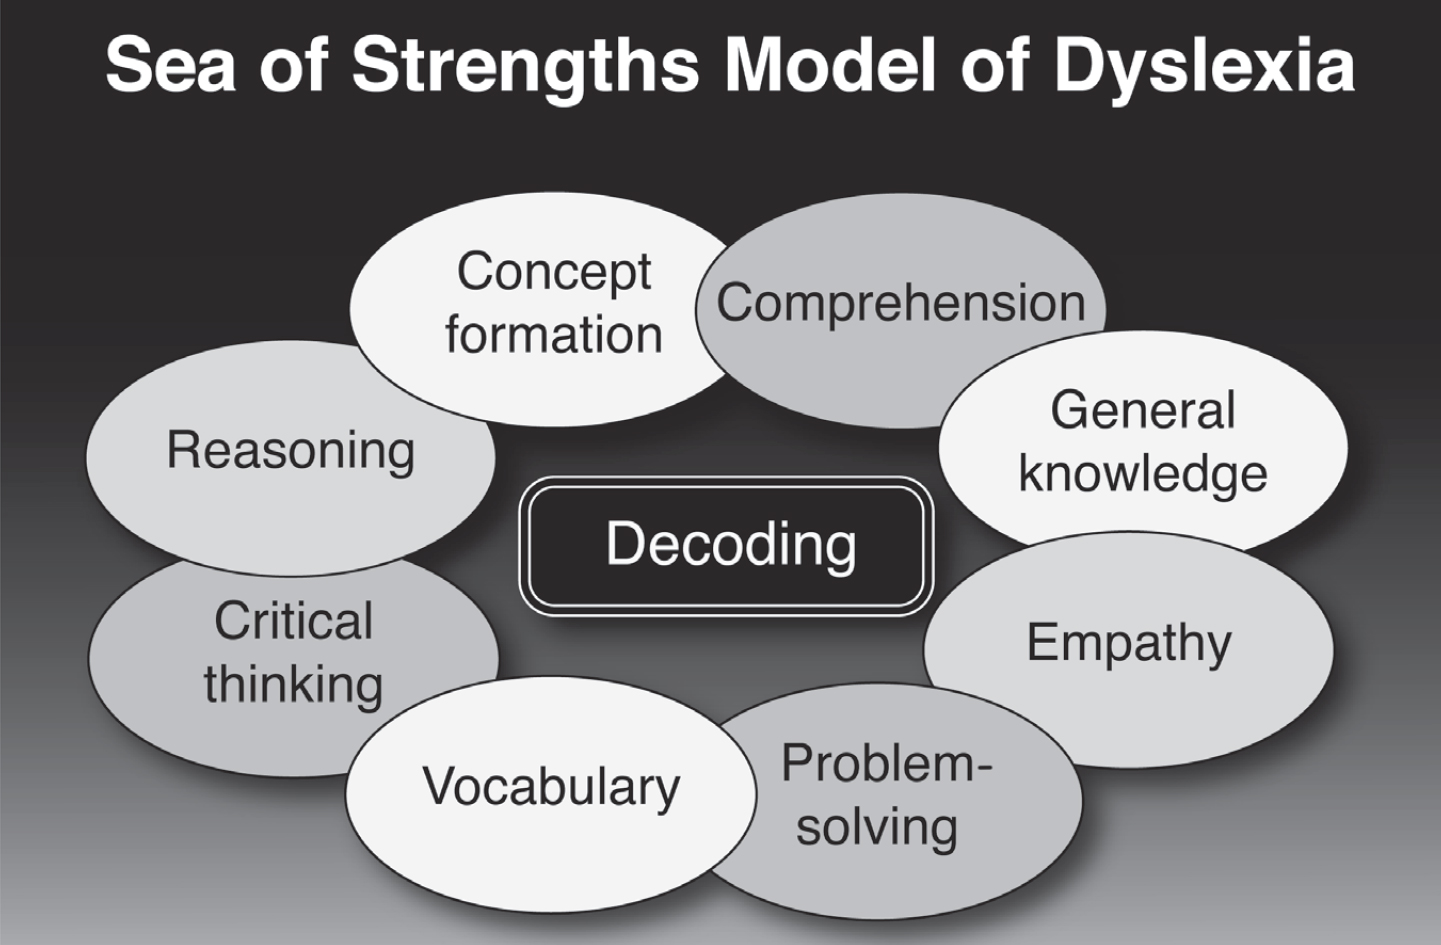 Sea of Strengths Model of Dyslexia
Concept
formation
Comprehension
General
knowledge
Reasoning
Decoding
Empathy
Critical
thinking
Vocabulary
Problem-
solving